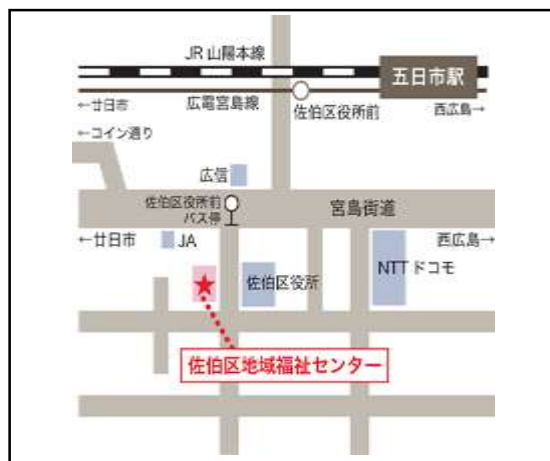 JR山陽本線
五日市駅
←廿日市
広電宮島線
佐伯区役所前
西広島→
←コイン通り
広信
佐伯区役所前
バス停
宮島街道
←廿日市
JA
西広島→
佐伯区役所
NTTドコモ
佐伯区地域福祉センター